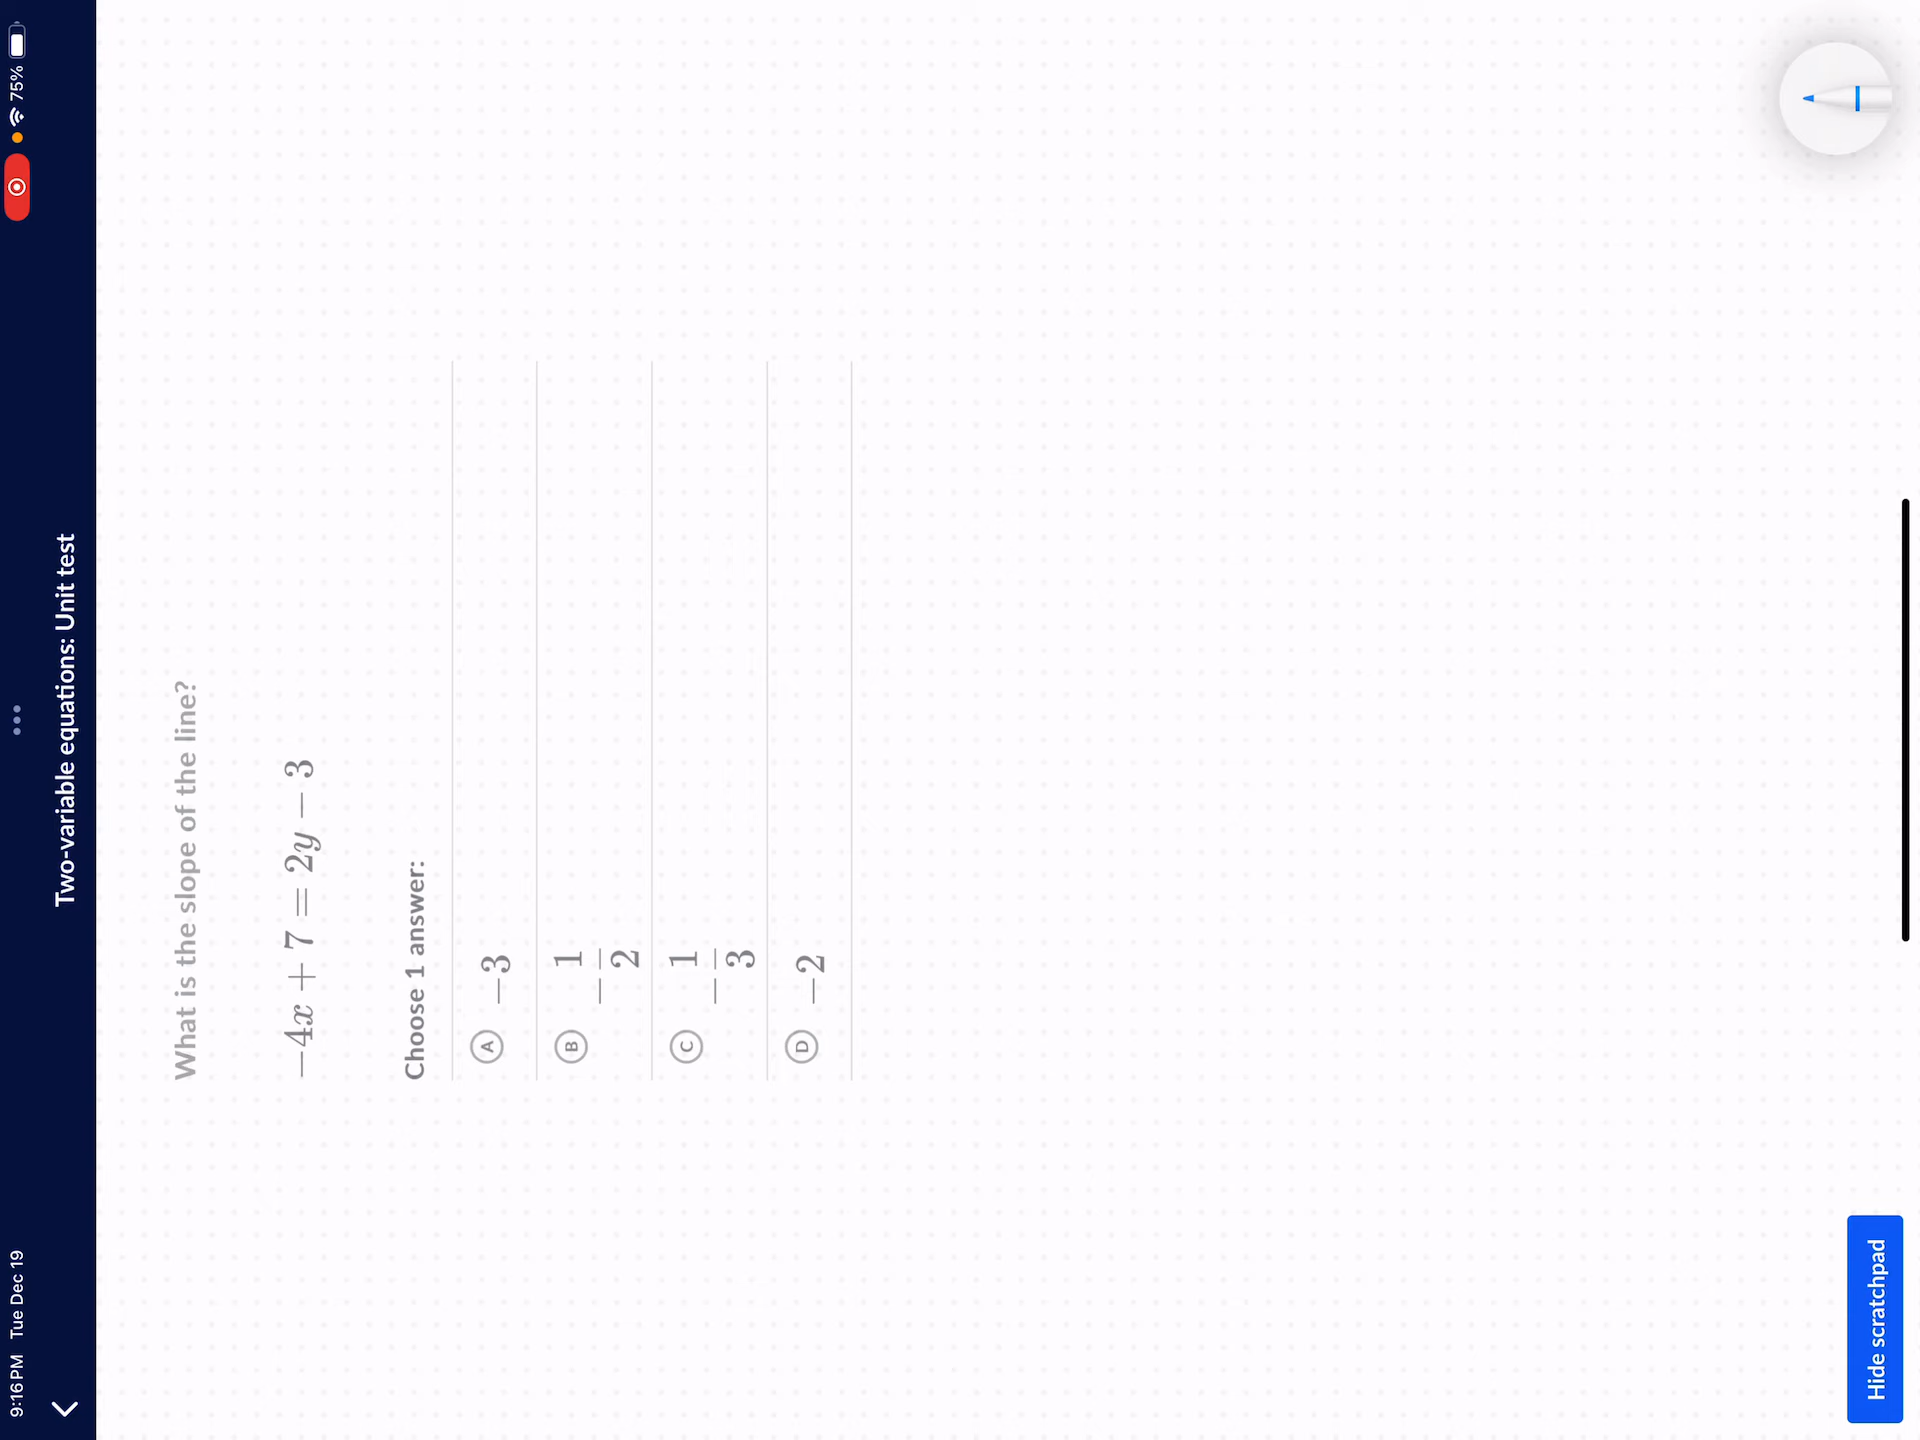 9:16 PM Tue Dec 19
75%
Two-variable equations: Unit test
What is the slope of the line?
−4x + 7 = 2y − 3
Choose 1 answer:
A −3
B −1/2
C −1/3
D −2
Hide scratchpad